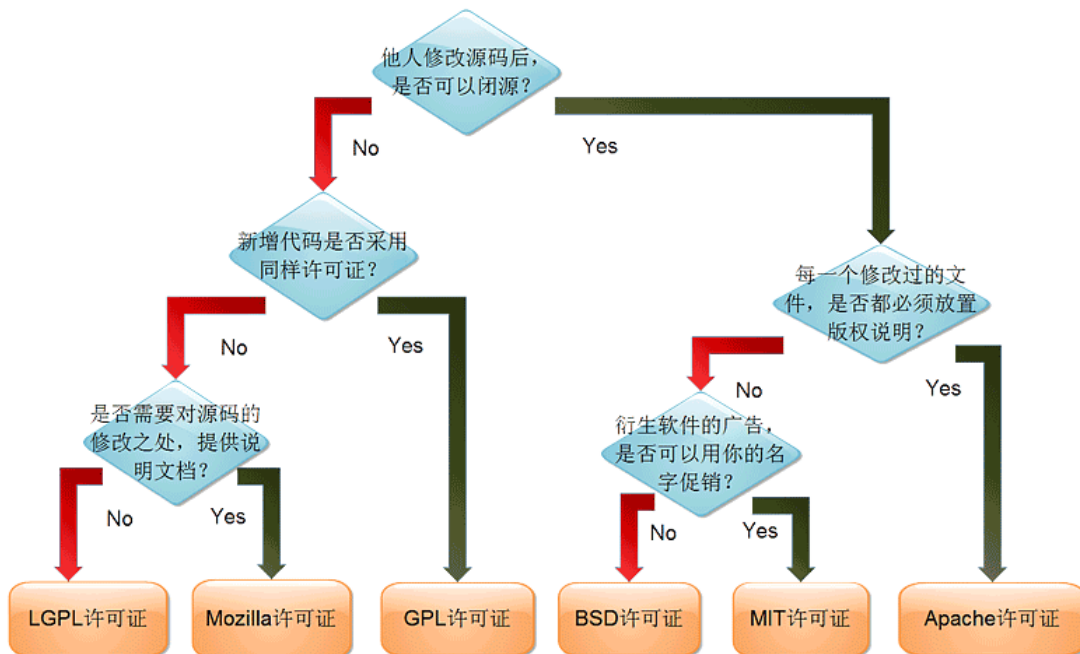 他人修改源码后，
是否可以闭源？
No
Yes
新增代码是否采用
同样许可证？
每一个修改过的文
件，是否都必须放置
版权说明？
No
Yes
No
Yes
是否需要对源码的
修改之处，提供说
明文档？
衍生软件的广告，
是否可以用你的名
字促销？
No
Yes
No
Yes
LGPL许可证
Mozilla许可证
GPL许可证
BSD许可证
MIT许可证
Apache许可证